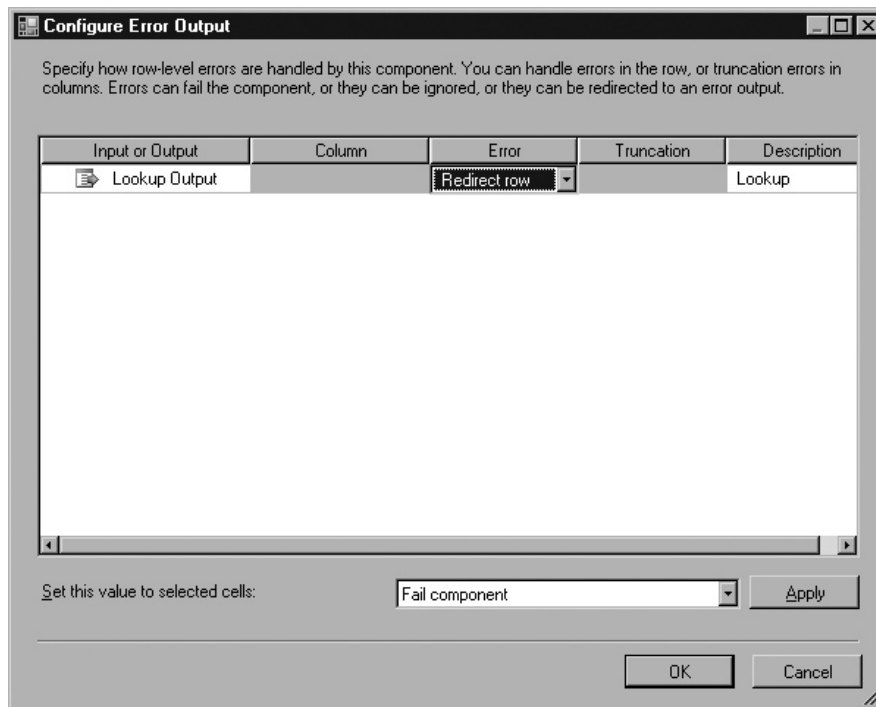 Configure Error Output
Specify how row-level errors are handled by this component. You can handle errors in the row, or truncation errors in
columns. Errors can fail the component, or they can be ignored, or they can be redirected to an error output.
Input or Output Column Error Truncation Description
Lookup Output Redirect row Lookup
Set this value to selected cells: Fail component Apply
OK Cancel